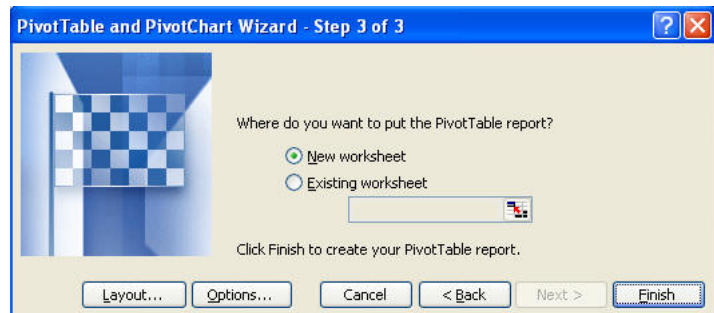 PivotTable and PivotChart Wizard - Step 3 of 3
Where do you want to put the PivotTable report?
New worksheet
Existing worksheet
Click Finish to create your PivotTable report.
Layout... Options... Cancel < Back Next > Finish